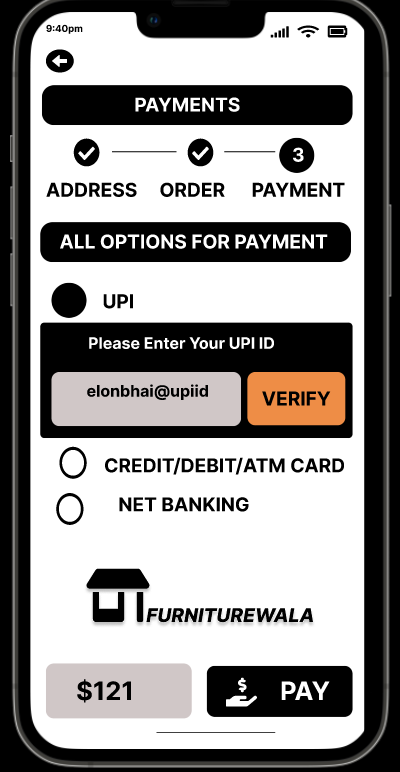 9:40pm
PAYMENTS
3
ADDRESS ORDER PAYMENT
ALL OPTIONS FOR PAYMENT
UPI
Please Enter Your UPI ID
elonbhai@upiid VERIFY
CREDIT/DEBIT/ATM CARD
NET BANKING
FURNITUREWALA
$121 $ PAY